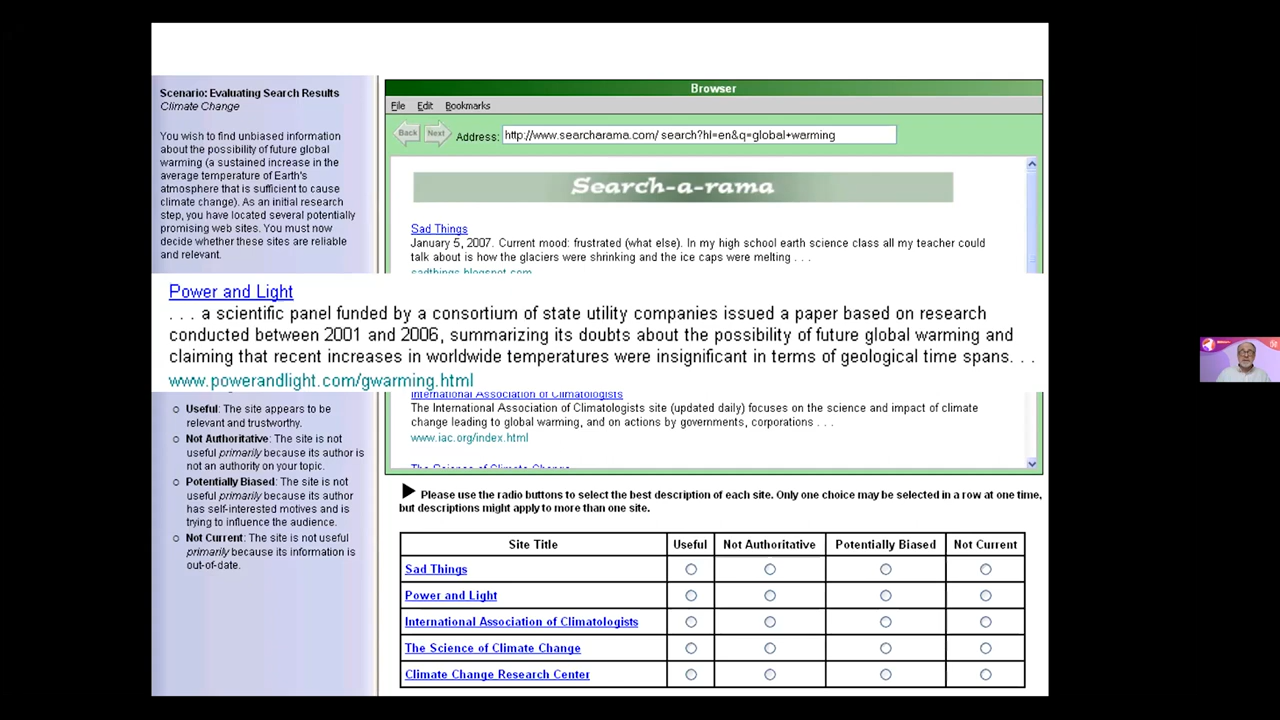 Scenario: Evaluating Search Results
Climate Change
You wish to find unbiased information
about the possibility of future global
warming (a sustained increase in the
average temperature of Earth's
atmosphere that is sufficient to cause
climate change). As an initial research
step, you have located several potentially
promising web sites. You must now
decide whether these sites are reliable
and relevant.
Browser
File Edit Bookmarks
Back Next Address: http://www.searcharama.com/ search?hl=en&q=global+warming
Search-a-rama
Sad Things
January 5, 2007. Current mood: frustrated (what else). In my high school earth science class all my teacher could
talk about is how the glaciers were shrinking and the ice caps were melting . . .
sadthings.blogspot.com
Power and Light
. . . a scientific panel funded by a consortium of state utility companies issued a paper based on research
conducted between 2001 and 2006, summarizing its doubts about the possibility of future global warming and
claiming that recent increases in worldwide temperatures were insignificant in terms of geological time spans. . .
www.powerandlight.com/gwarming.html
Useful: The site appears to be
relevant and trustworthy.
Not Authoritative: The site is not
useful primarily because its author is
not an authority on your topic.
Potentially Biased: The site is not
useful primarily because its author
has self-interested motives and is
trying to influence the audience.
Not Current: The site is not useful
primarily because its information is
out-of-date.
International Association of Climatologists
The International Association of Climatologists site (updated daily) focuses on the science and impact of climate
change leading to global warming, and on actions by governments, corporations . . .
www.iac.org/index.html
The Science of Climate Change
Please use the radio buttons to select the best description of each site. Only one choice may be selected in a row at one time,
but descriptions might apply to more than one site.
Site Title Useful Not Authoritative Potentially Biased Not Current
Sad Things
Power and Light
International Association of Climatologists
The Science of Climate Change
Climate Change Research Center